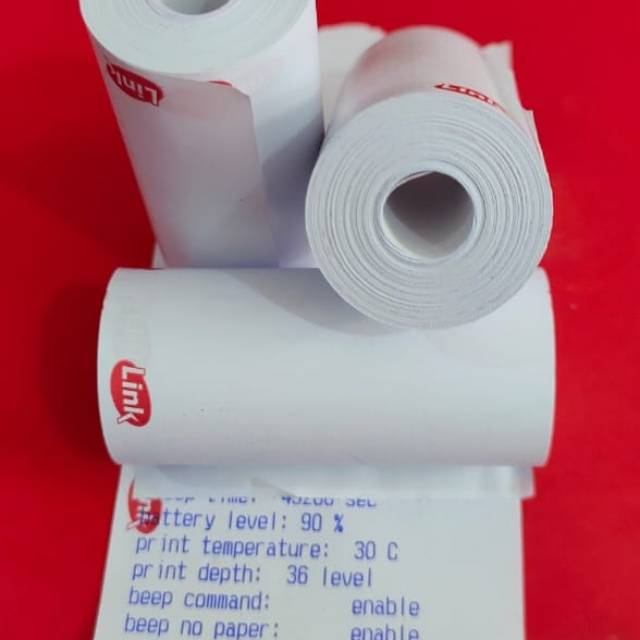 Link
Link
battery level: 90 %
print temperature: 30 C
print depth: 36 level
beep command: enable
beep no paper: enable